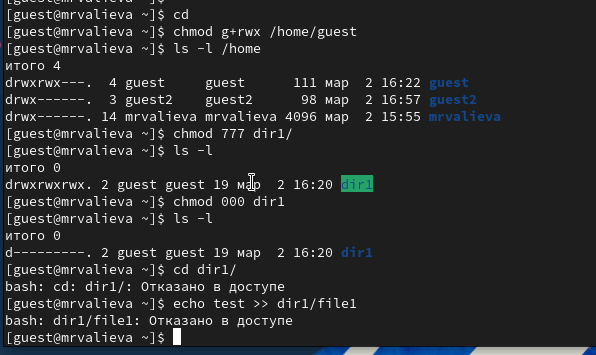 [guest@mrvalieva ~]$ cd
[guest@mrvalieva ~]$ chmod g+rwx /home/guest
[guest@mrvalieva ~]$ ls -l /home
итого 4
drwxrwx---.  4 guest     guest      111 мар  2 16:22 guest
drwx------.  3 guest2    guest2      98 мар  2 16:57 guest2
drwx------. 14 mrvalieva mrvalieva 4096 мар  2 15:55 mrvalieva
[guest@mrvalieva ~]$ chmod 777 dir1/
[guest@mrvalieva ~]$ ls -l
итого 0
drwxrwxrwx. 2 guest guest 19 мар  2 16:20 dir1
[guest@mrvalieva ~]$ chmod 000 dir1
[guest@mrvalieva ~]$ ls -l
итого 0
d---------. 2 guest guest 19 мар  2 16:20 dir1
[guest@mrvalieva ~]$ cd dir1/
bash: cd: dir1/: Отказано в доступе
[guest@mrvalieva ~]$ echo test >> dir1/file1
bash: dir1/file1: Отказано в доступе
[guest@mrvalieva ~]$